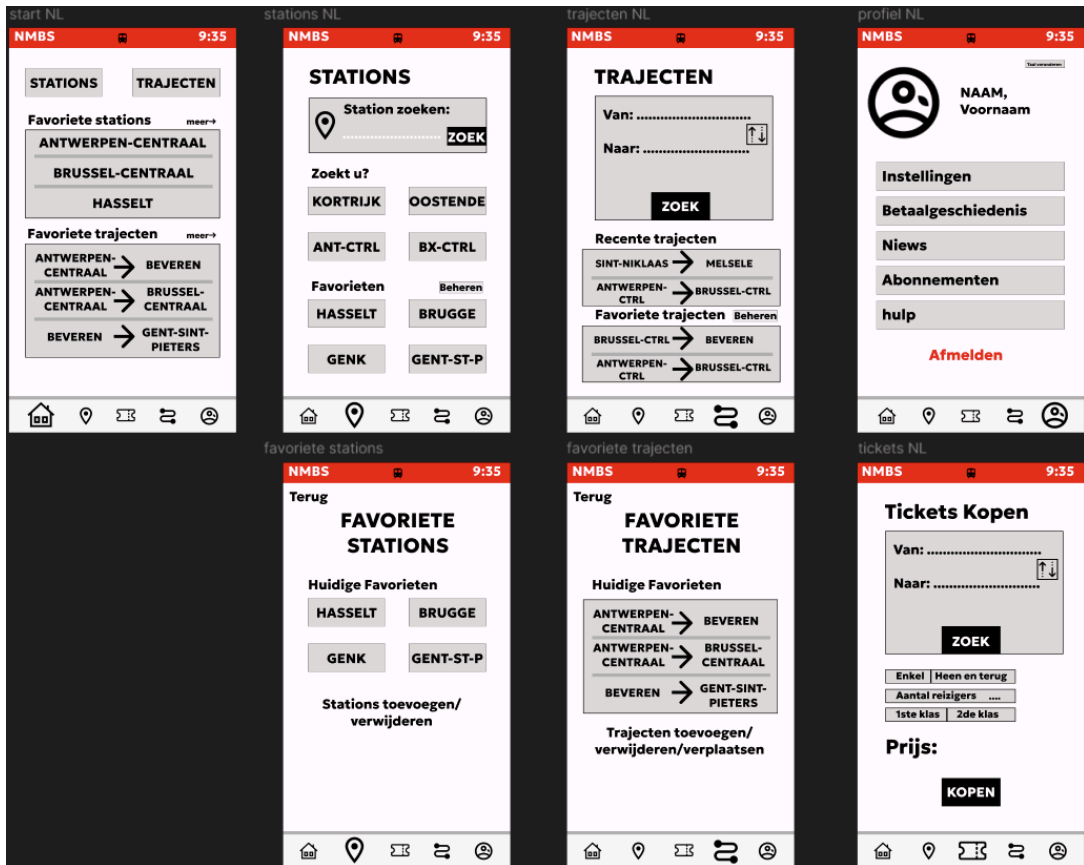 start NL
NMBS 9:35
STATIONS TRAJECTEN
Favoriete stations meer→
ANTWERPEN-CENTRAAL
BRUSSEL-CENTRAAL
HASSELT
Favoriete trajecten meer→
ANTWERPEN-CENTRAAL → BEVEREN
ANTWERPEN-CENTRAAL → BRUSSEL-CENTRAAL
BEVEREN → GENT-SINT-PIETERS
stations NL
NMBS 9:35
STATIONS
Station zoeken:
........................ ZOEK
Zoekt u?
KORTRIJK OOSTENDE
ANT-CTRL BX-CTRL
Favorieten Beheren
HASSELT BRUGGE
GENK GENT-ST-P
trajecten NL
NMBS 9:35
TRAJECTEN
Van: ............................
Naar: ..........................
ZOEK
Recente trajecten
SINT-NIKLAAS → MELSELE
ANTWERPEN-CTRL → BRUSSEL-CTRL
Favoriete trajecten Beheren
BRUSSEL-CTRL → BEVEREN
ANTWERPEN-CTRL → BRUSSEL-CTRL
profiel NL
NMBS 9:35
Taal veranderen
NAAM,
Voornaam
Instellingen
Betaalgeschiedenis
Niews
Abonnementen
hulp
Afmelden
favoriete stations
NMBS 9:35
Terug
FAVORIETE
STATIONS
Huidige Favorieten
HASSELT BRUGGE
GENK GENT-ST-P
Stations toevoegen/
verwijderen
favoriete trajecten
NMBS 9:35
Terug
FAVORIETE
TRAJECTEN
Huidige Favorieten
ANTWERPEN-CENTRAAL → BEVEREN
ANTWERPEN-CENTRAAL → BRUSSEL-CENTRAAL
BEVEREN → GENT-SINT-PIETERS
Trajecten toevoegen/
verwijderen/verplaatsen
tickets NL
NMBS 9:35
Tickets Kopen
Van: ............................
Naar: ..........................
ZOEK
Enkel Heen en terug
Aantal reizigers ....
1ste klas 2de klas
Prijs:
KOPEN